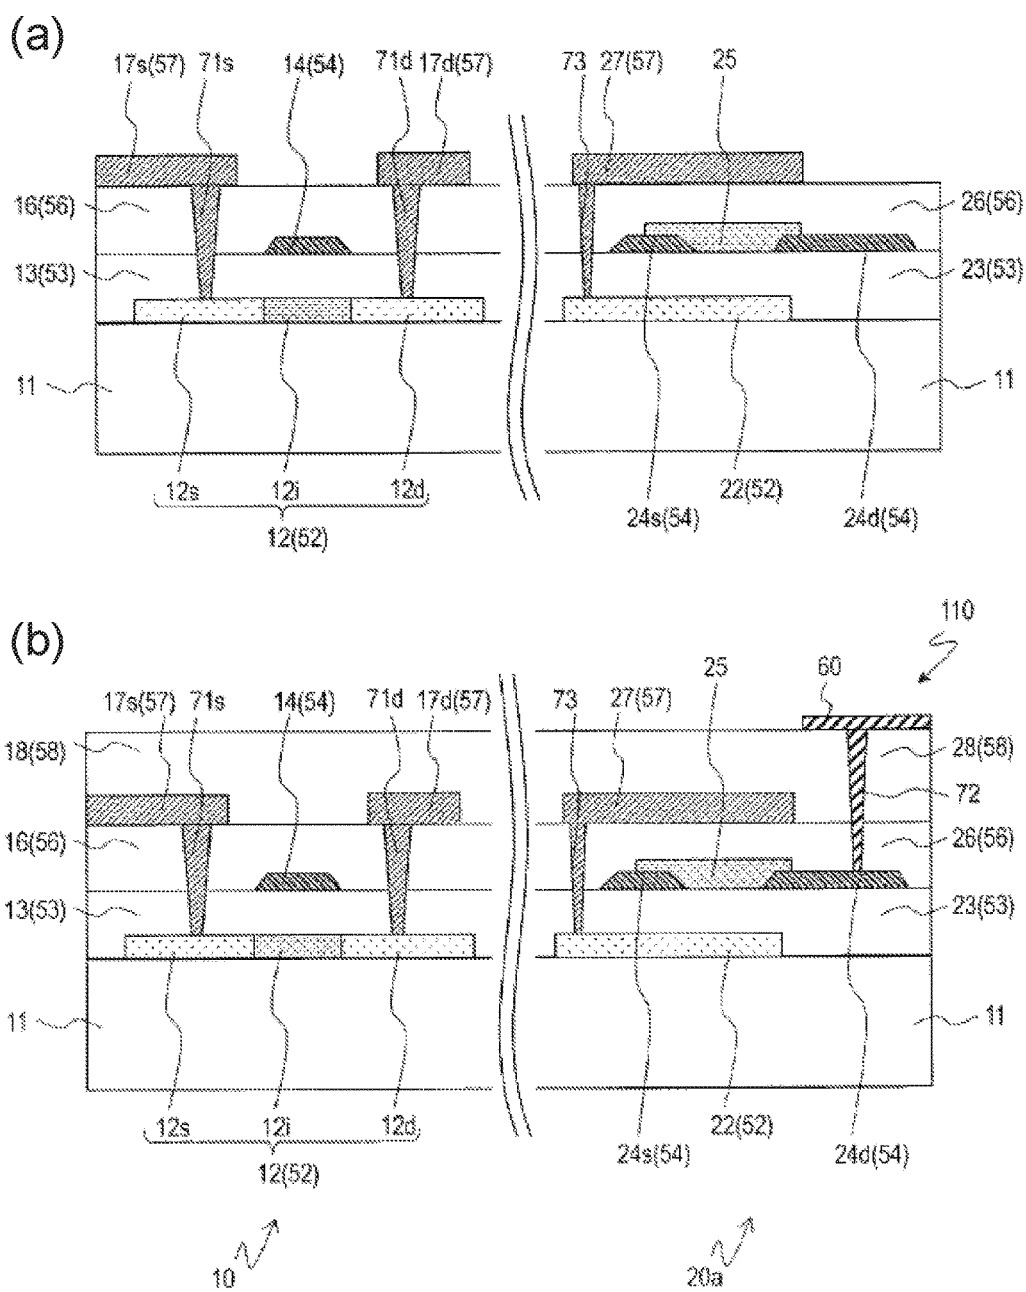 (a)
17s(57) 71s 14(54) 71d 17d(57) 73 27(57) 25
16(56) 26(56)
13(53) 23(53)
11 11
12s 12i 12d 22(52)
24s(54) 24d(54)
12(52)
(b)
110
60
17s(57) 71s 14(54) 71d 17d(57) 73 27(57) 25
18(58) 28(58)
72
16(56) 26(56)
13(53) 23(53)
11 11
12s 12i 12d 22(52)
24s(54) 24d(54)
12(52)
10 20a